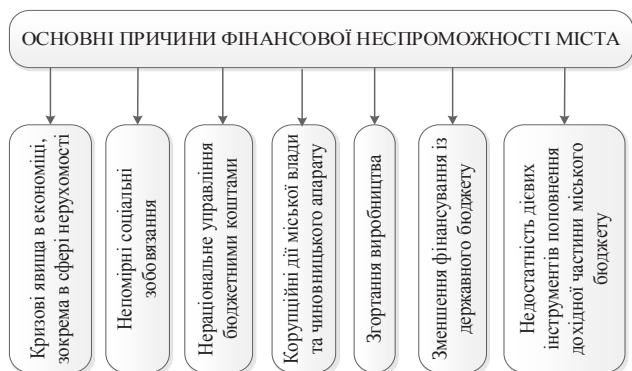 ОСНОВНІ ПРИЧИНИ ФІНАНСОВОЇ НЕСПРОМОЖНОСТІ МІСТА
Кризові явища в економіці,
зокрема в сфері нерухомості
Непомірні соціальні
зобовязання
Нераціональне управління
бюджетними коштами
Корупційні дії міської влади
та чиновницького апарату
Згортання виробництва
Зменшення фінансування із
державного бюджету
Недостатність дієвих
інструментів поповнення
дохідної частини міського
бюджету